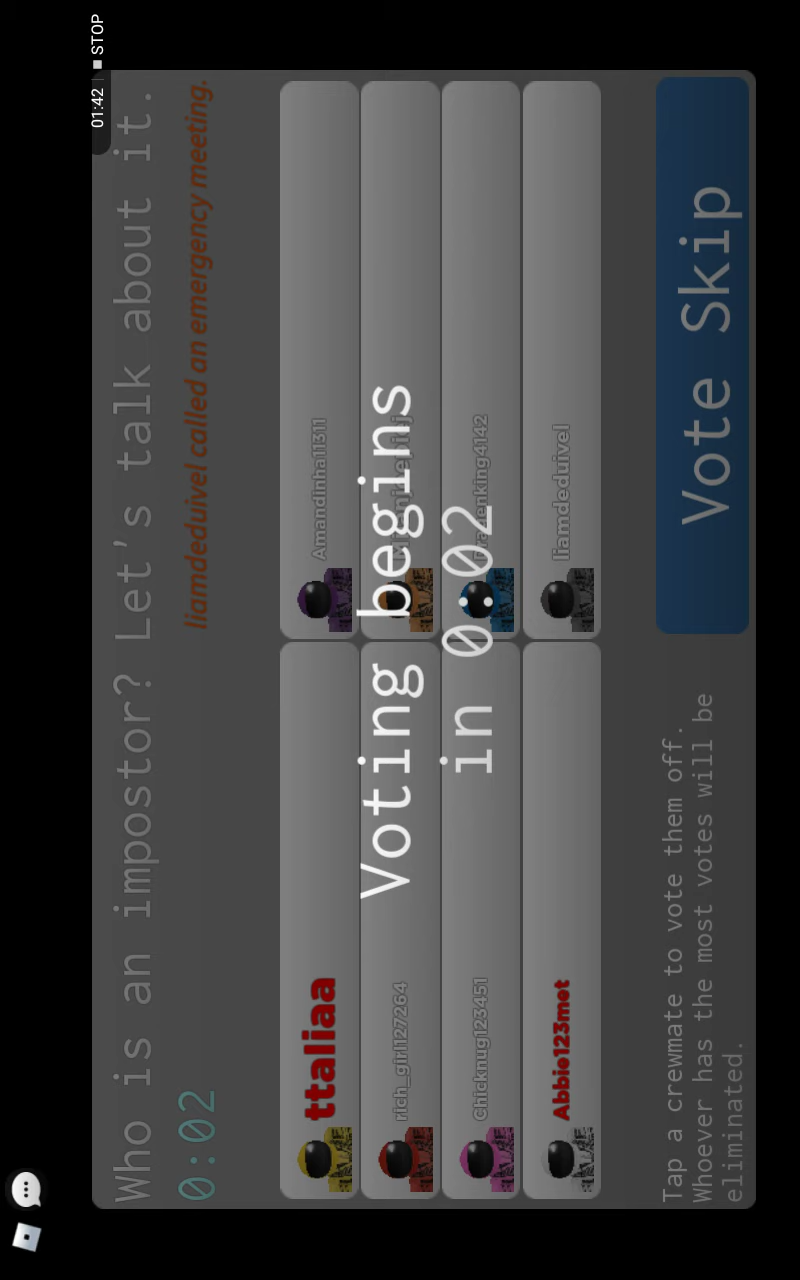 01:42 STOP
Who is an impostor? Let's talk about it.
0:02
liamdeduivel called an emergency meeting.
ttaliaa
Amandinha11311
rich_girl127264
Chicknug123451
Abbie123met
liamdeduivel
Voting begins
in 0:02
Tap a crewmate to vote them off.
Whoever has the most votes will be
eliminated.
Vote Skip